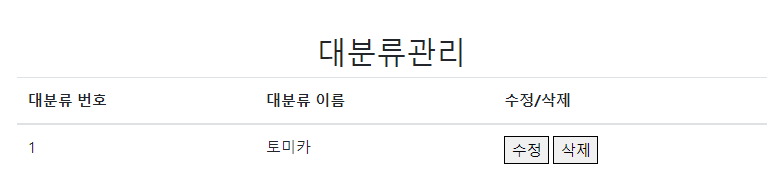 대분류관리
대분류 번호 대분류 이름 수정/삭제
1 토미카 수정 삭제